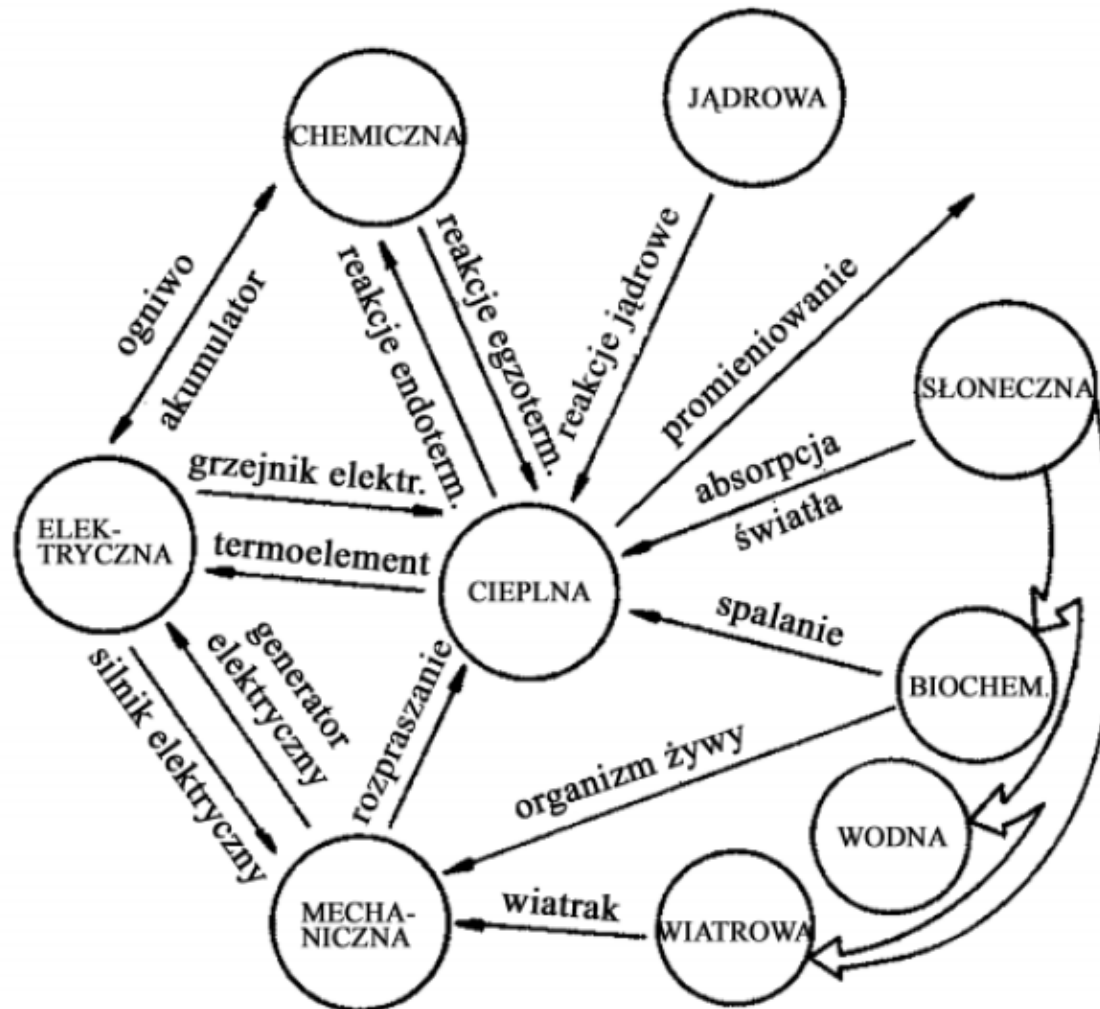 CHEMICZNA
JĄDROWA
ogniwo
akumulator
reakcje endoterm.
reakcje egzoterm.
reakcje jądrowe
promieniowanie
SŁONECZNA
absorpcja
światła
grzejnik elektr.
ELEK-
TRYCZNA
termoelement
CIEPLNA
spalanie
BIOCHEM.
silnik elektryczny
generator
elektryczny
rozpraszanie
organizm żywy
WODNA
MECHA-
NICZNA
wiatrak
WIATROWA